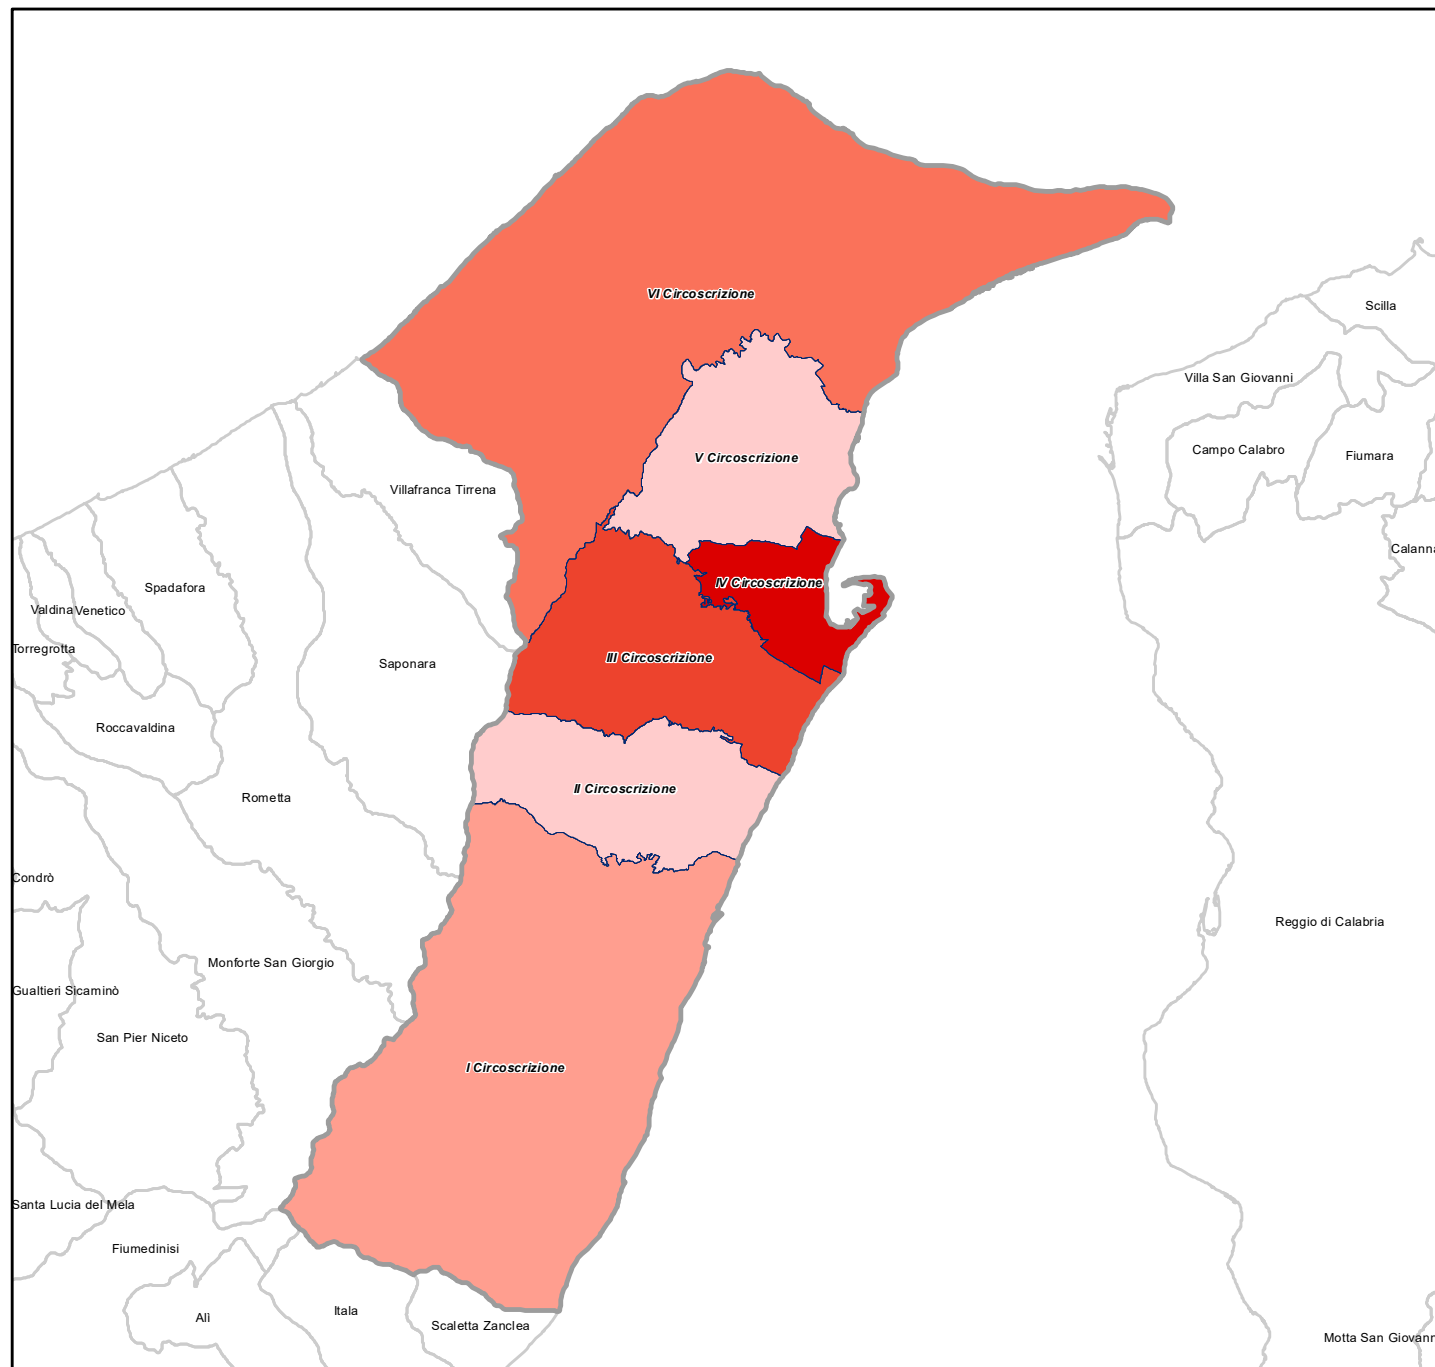 VI Circoscrizione
Scilla
Villa San Giovanni
V Circoscrizione
Campo Calabro
Fiumara
Villafranca Tirrena
Calanna
IV Circoscrizione
Spadafora
Valdina
Venetico
Torregrotta
III Circoscrizione
Saponara
Roccavaldina
II Circoscrizione
Rometta
Condrò
Reggio di Calabria
Monforte San Giorgio
Gualtieri Sicaminò
San Pier Niceto
I Circoscrizione
Santa Lucia del Mela
Fiumedinisi
Itala
Alì
Scaletta Zanclea
Motta San Giovann